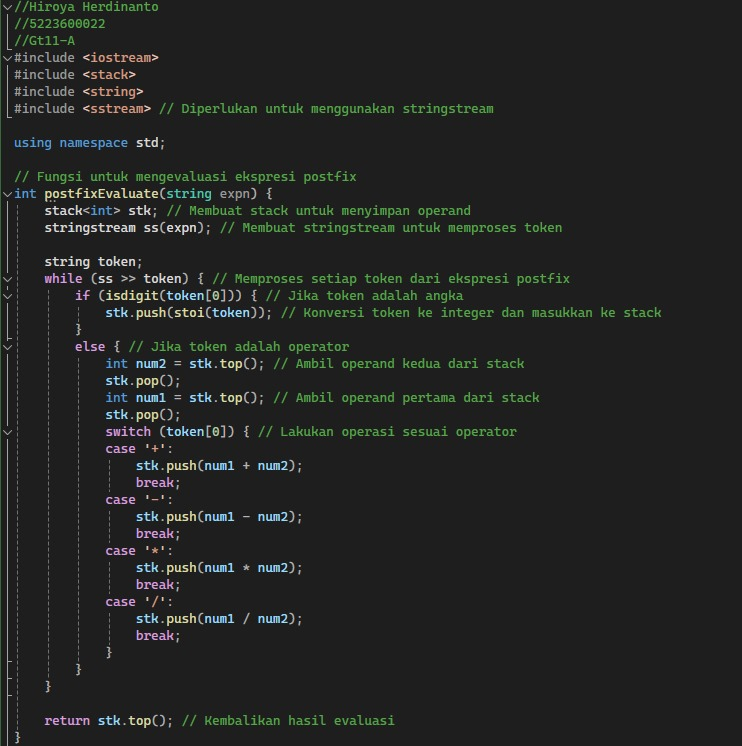 //Hiroya Herdinanto
//5223600022
//Gt11-A
#include <iostream>
#include <stack>
#include <string>
#include <sstream> // Diperlukan untuk menggunakan stringstream

using namespace std;

// Fungsi untuk mengevaluasi ekspresi postfix
int postfixEvaluate(string expn) {
    stack<int> stk; // Membuat stack untuk menyimpan operand
    stringstream ss(expn); // Membuat stringstream untuk memproses token

    string token;
    while (ss >> token) { // Memproses setiap token dari ekspresi postfix
        if (isdigit(token[0])) { // Jika token adalah angka
            stk.push(stoi(token)); // Konversi token ke integer dan masukkan ke stack
        }
        else { // Jika token adalah operator
            int num2 = stk.top(); // Ambil operand kedua dari stack
            stk.pop();
            int num1 = stk.top(); // Ambil operand pertama dari stack
            stk.pop();
            switch (token[0]) { // Lakukan operasi sesuai operator
            case '+':
                stk.push(num1 + num2);
                break;
            case '-':
                stk.push(num1 - num2);
                break;
            case '*':
                stk.push(num1 * num2);
                break;
            case '/':
                stk.push(num1 / num2);
                break;
            }
        }
    }

    return stk.top(); // Kembalikan hasil evaluasi
}